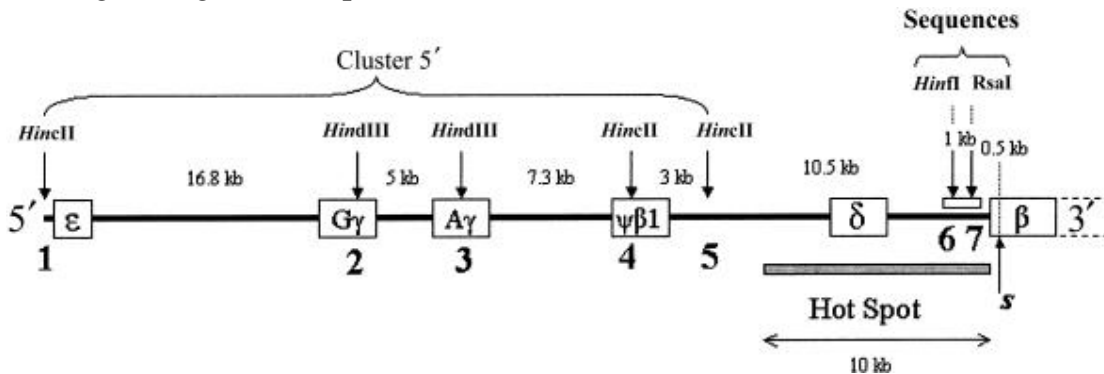 Sequences
Cluster 5′
HinfI RsaI
HincII HindIII HindIII HincII HincII
1 kb 0.5 kb
16.8 kb 5 kb 7.3 kb 3 kb 10.5 kb
5′ ε Gγ Aγ ψβ1 δ β 3′
1 2 3 4 5 6 7
s
Hot Spot
10 kb